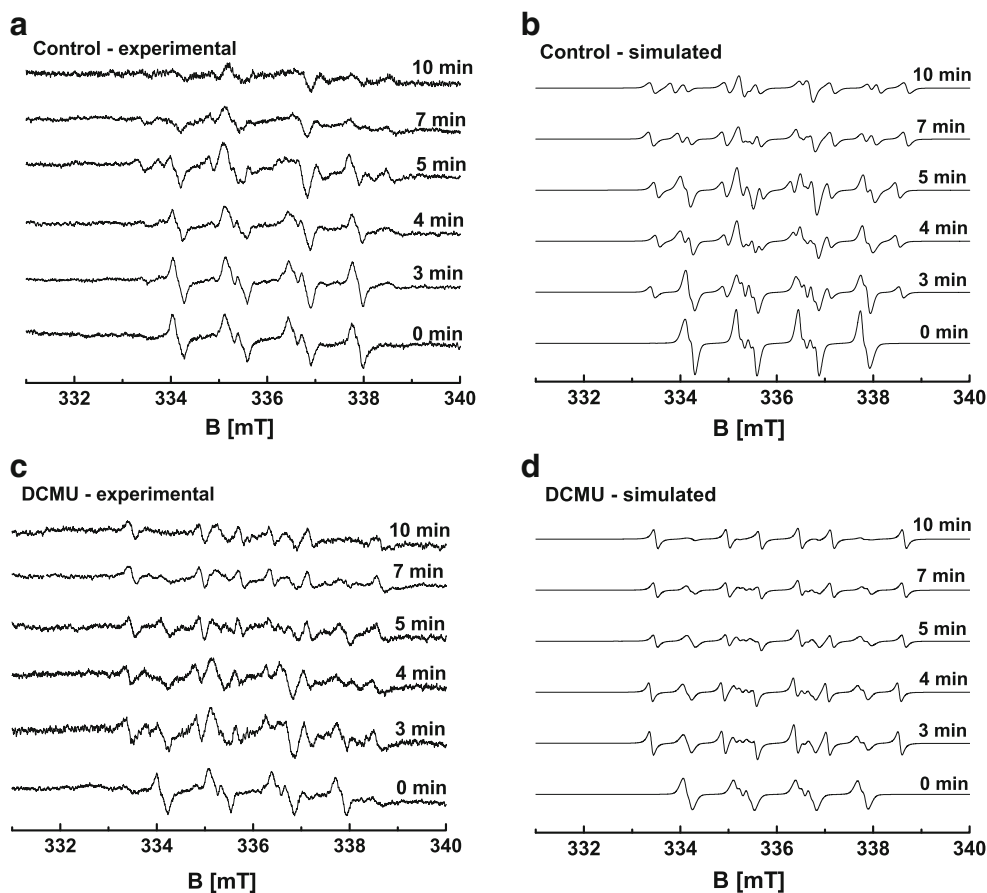 a
Control - experimental
10 min
7 min
5 min
4 min
3 min
0 min
332 334 336 338 340
B [mT]
b
Control - simulated
10 min
7 min
5 min
4 min
3 min
0 min
332 334 336 338 340
B [mT]
c
DCMU - experimental
10 min
7 min
5 min
4 min
3 min
0 min
332 334 336 338 340
B [mT]
d
DCMU - simulated
10 min
7 min
5 min
4 min
3 min
0 min
332 334 336 338 340
B [mT]